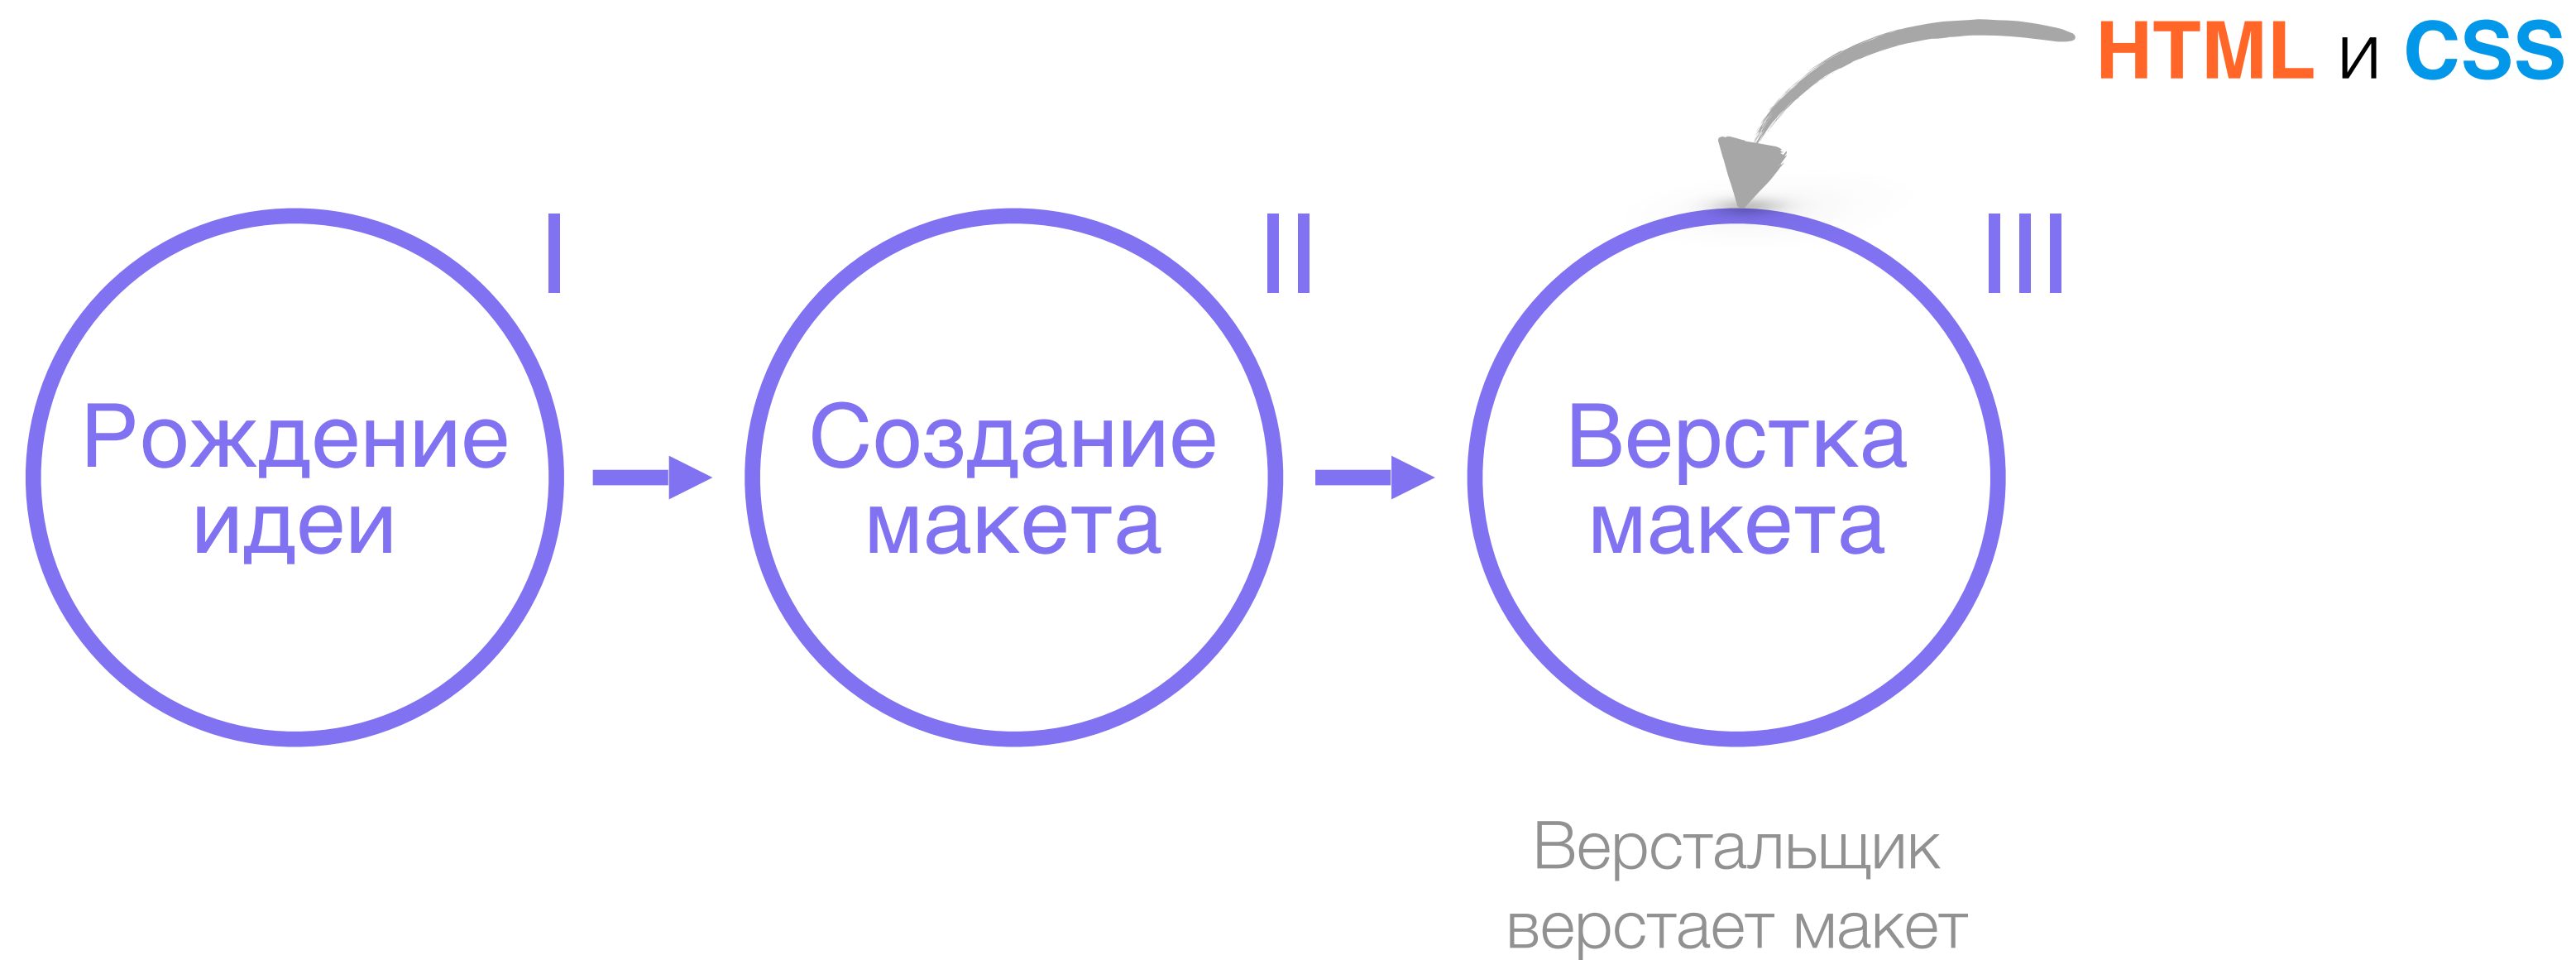 HTML и CSS
I
II
III
Рождение
идеи
Создание
макета
Верстка
макета
Верстальщик
верстает макет